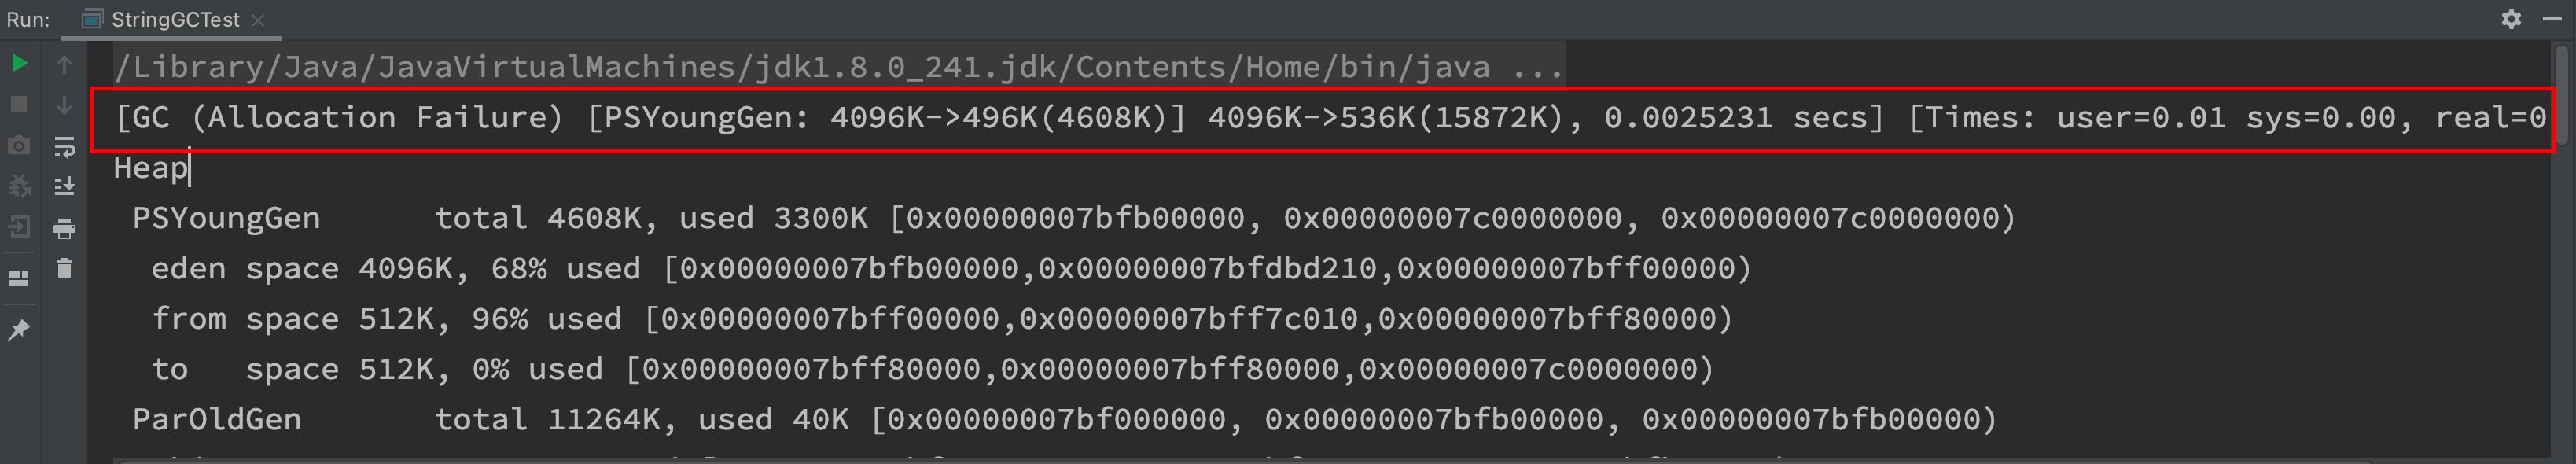 Run: StringGCTest
/Library/Java/JavaVirtualMachines/jdk1.8.0_241.jdk/Contents/Home/bin/java ...
[GC (Allocation Failure) [PSYoungGen: 4096K->496K(4608K)] 4096K->536K(15872K), 0.0025231 secs] [Times: user=0.01 sys=0.00, real=0
Heap
PSYoungGen      total 4608K, used 3300K [0x00000007bfb00000, 0x00000007c0000000, 0x00000007c0000000)
eden space 4096K, 68% used [0x00000007bfb00000,0x00000007bfdbd210,0x00000007bff00000)
from space 512K, 96% used [0x00000007bff00000,0x00000007bff7c010,0x00000007bff80000)
to   space 512K, 0% used [0x00000007bff80000,0x00000007bff80000,0x00000007c0000000)
ParOldGen       total 11264K, used 40K [0x00000007bf000000, 0x00000007bfb00000, 0x00000007bfb00000)